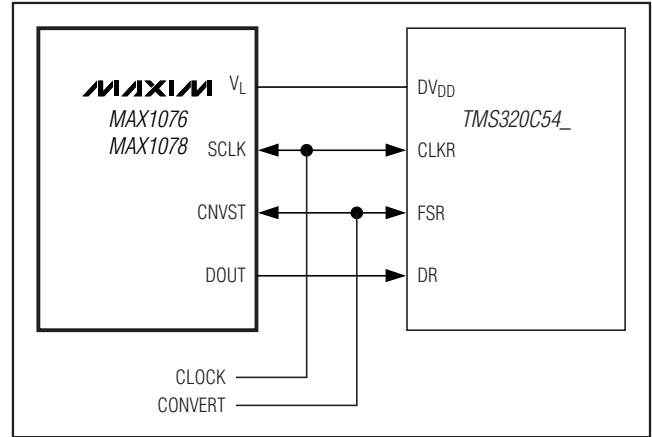 MAXIM
MAX1076
MAX1078
VL
SCLK
CNVST
DOUT
DVDD
TMS320C54_
CLKR
FSR
DR
CLOCK
CONVERT